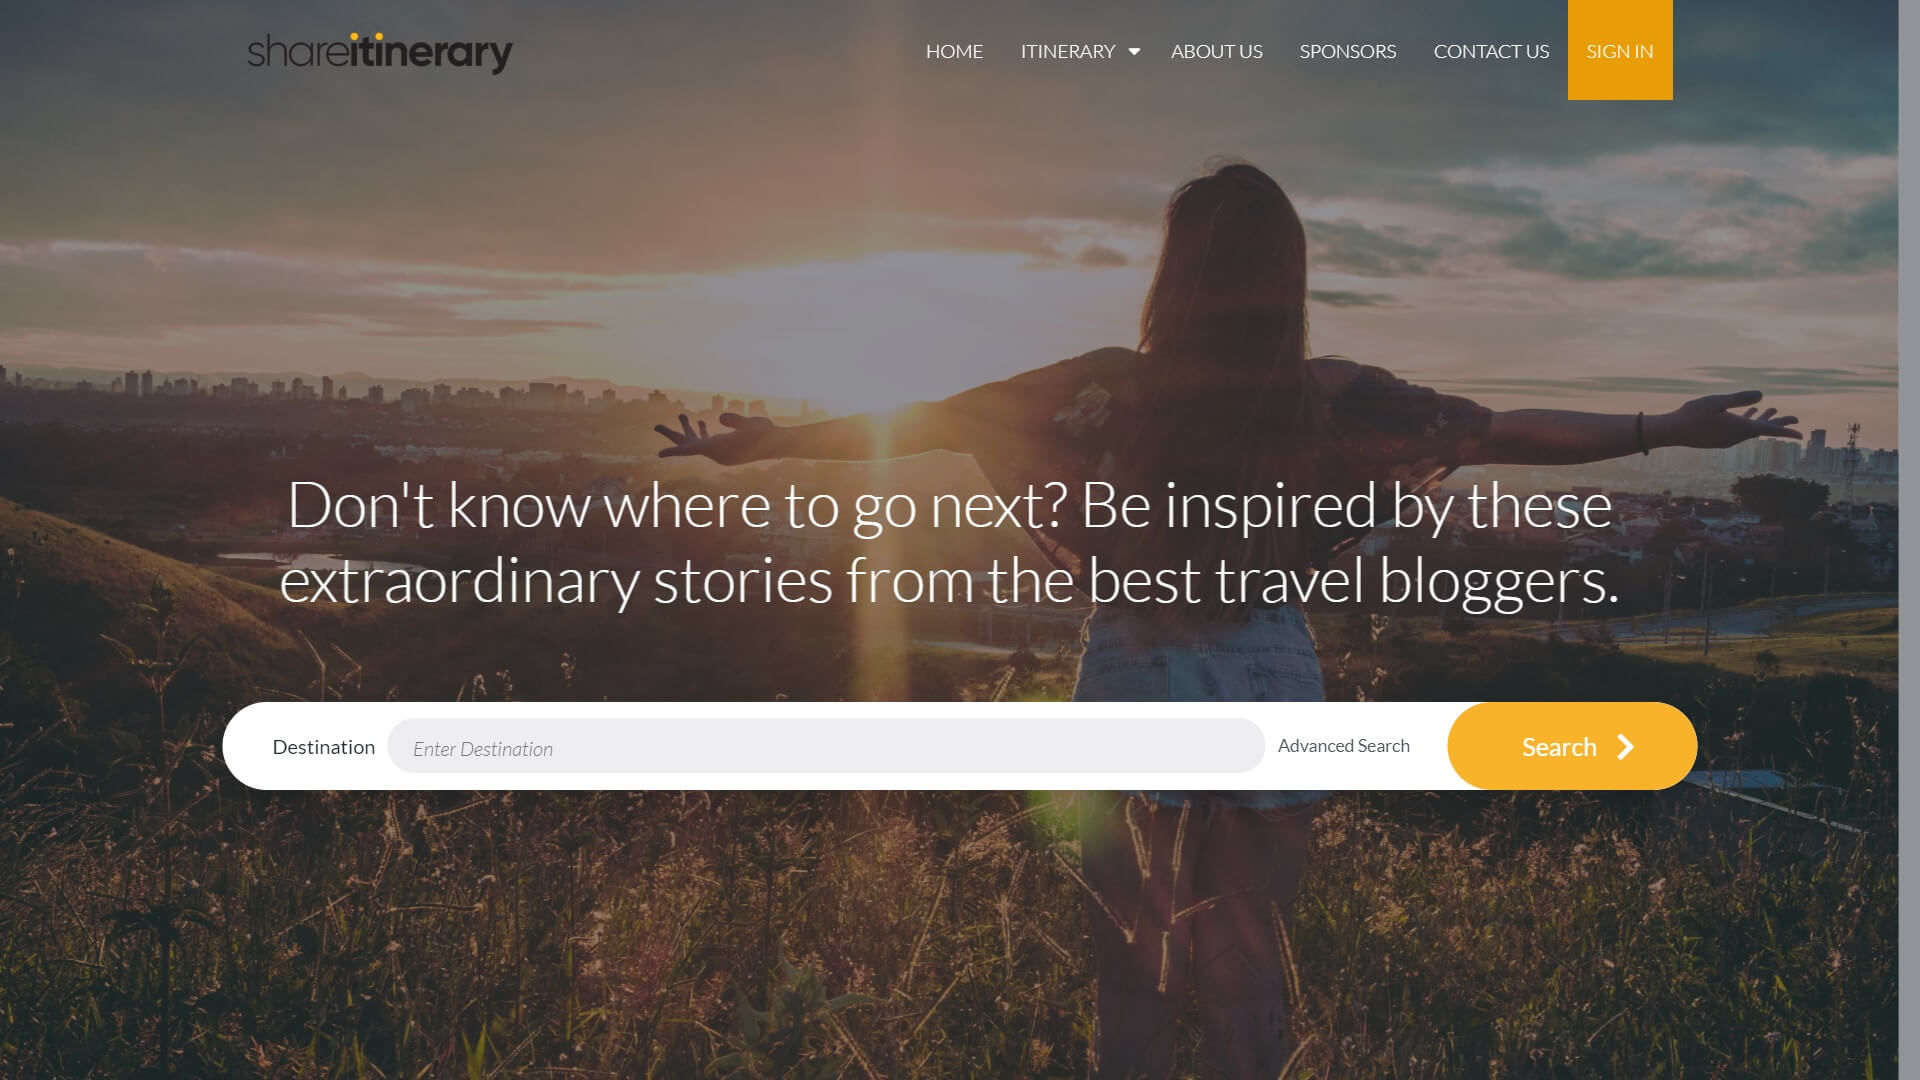 shareitinerary
HOME
ITINERARY
ABOUT US
SPONSORS
CONTACT US
SIGN IN
Don't know where to go next? Be inspired by these
extraordinary stories from the best travel bloggers.
Destination
Enter Destination
Advanced Search
Search